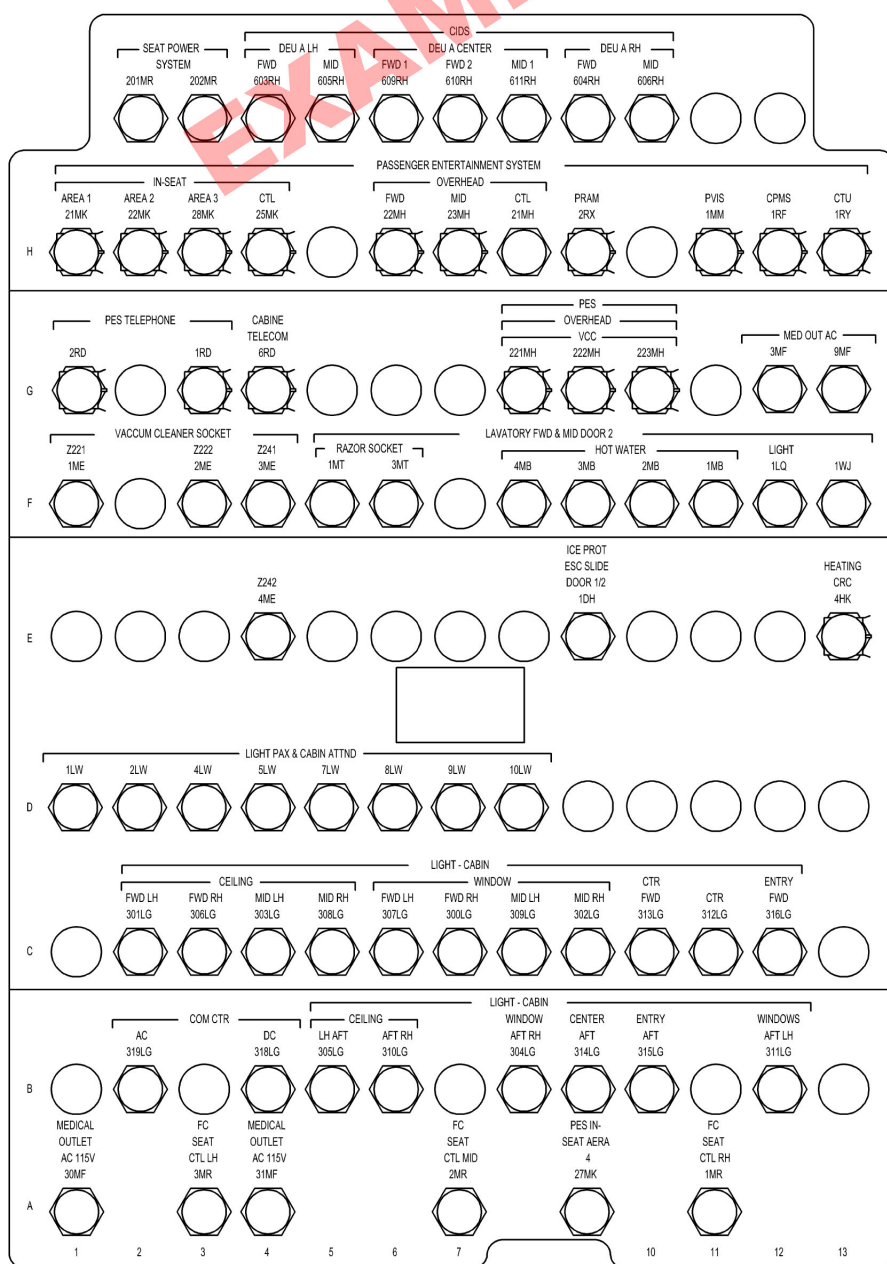 EXAM
CIDS
SEAT POWER SYSTEM DEU A LH DEU A CENTER DEU A RH
FWD MID FWD 1 FWD 2 MID 1 FWD MID
201MR 202MR 603RH 605RH 609RH 610RH 611RH 604RH 606RH
PASSENGER ENTERTAINMENT SYSTEM
IN-SEAT OVERHEAD
AREA 1 AREA 2 AREA 3 CTL FWD MID CTL PRAM PVIS CPMS CTU
21MK 22MK 28MK 25MK 22MH 23MH 21MH 2RX 1MM 1RF 1RY
H
PES
PES TELEPHONE CABINE OVERHEAD
TELECOM VCC MED OUT AC
2RD 1RD 6RD 221MH 222MH 223MH 3MF 9MF
G
VACCUM CLEANER SOCKET LAVATORY FWD & MID DOOR 2
Z221 Z222 Z241 RAZOR SOCKET HOT WATER LIGHT
1ME 2ME 3ME 1MT 3MT 4MB 3MB 2MB 1MB 1LQ 1WJ
F
ICE PROT
ESC SLIDE HEATING
Z242 DOOR 1/2 CRC
4ME 1DH 4HK
E
LIGHT PAX & CABIN ATTND
1LW 2LW 4LW 5LW 7LW 8LW 9LW 10LW
D
LIGHT - CABIN
CEILING WINDOW CTR ENTRY
FWD LH FWD RH MID LH MID RH FWD LH FWD RH MID LH MID RH FWD CTR FWD
301LG 306LG 303LG 308LG 307LG 300LG 309LG 302LG 313LG 312LG 316LG
C
LIGHT - CABIN
COM CTR CEILING WINDOW CENTER ENTRY WINDOWS
AC DC LH AFT AFT RH AFT RH AFT AFT AFT LH
319LG 318LG 305LG 310LG 304LG 314LG 315LG 311LG
B
MEDICAL FC MEDICAL FC PES IN- FC
OUTLET SEAT OUTLET SEAT SEAT AERA SEAT
AC 115V CTL LH AC 115V CTL MID 4 CTL RH
30MF 3MR 31MF 2MR 27MK 1MR
A
1 2 3 4 5 6 7 10 11 12 13